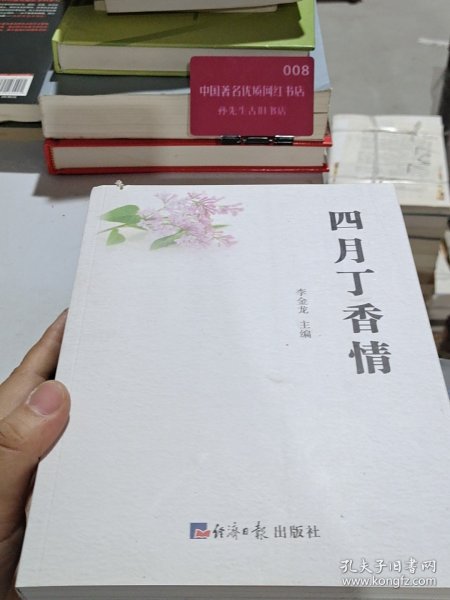 008
中国著名优质网红书店
孙先生古旧书店
四月丁香情
李金龙 主编
经济日报出版社
孔夫子旧书网
www.kongfz.com